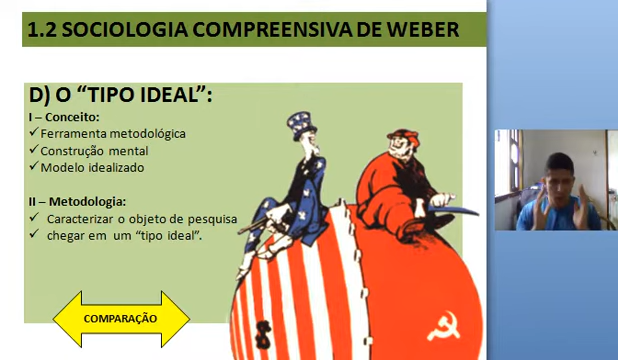 1.2 SOCIOLOGIA COMPREENSIVA DE WEBER
D) O “TIPO IDEAL”:
I – Conceito:
✓Ferramenta metodológica
✓Construção mental
✓Modelo idealizado
II – Metodologia:
✓ Caracterizar o objeto de pesquisa
✓ chegar em um “tipo ideal”.
COMPARAÇÃO